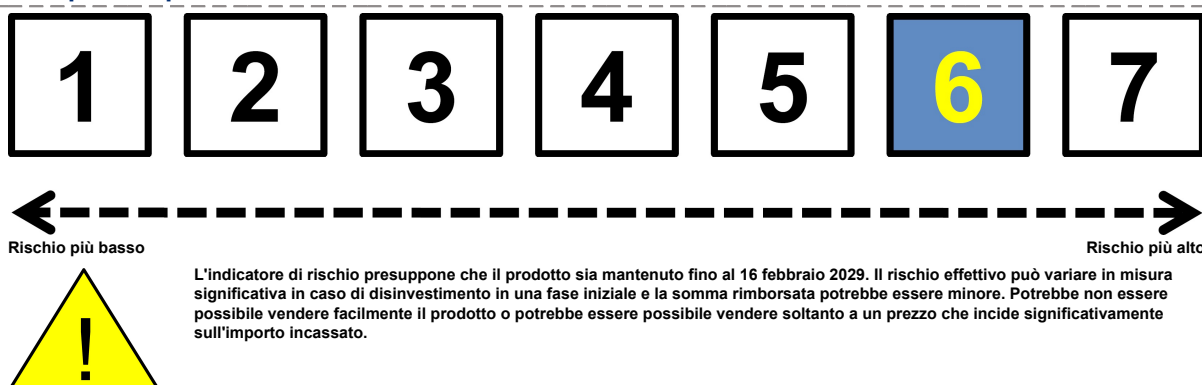 1 2 3 4 5 6 7
Rischio più basso Rischio più alto
L'indicatore di rischio presuppone che il prodotto sia mantenuto fino al 16 febbraio 2029. Il rischio effettivo può variare in misura
significativa in caso di disinvestimento in una fase iniziale e la somma rimborsata potrebbe essere minore. Potrebbe non essere
possibile vendere facilmente il prodotto o potrebbe essere possibile vendere soltanto a un prezzo che incide significativamente
sull'importo incassato.
!